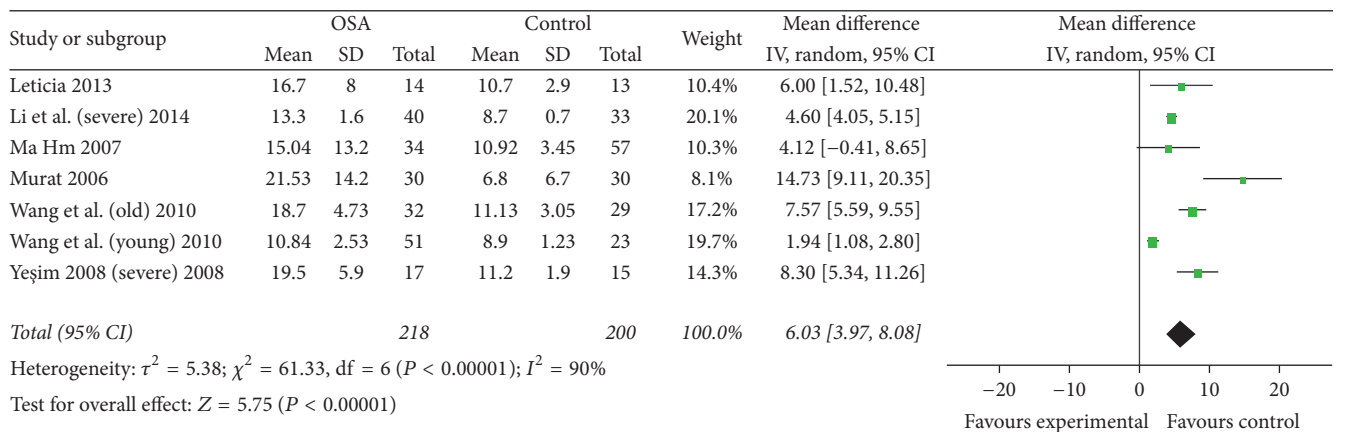 Study or subgroup OSA Control Weight Mean difference Mean difference
Mean SD Total Mean SD Total IV, random, 95% CI IV, random, 95% CI
Leticia 2013 16.7 8 14 10.7 2.9 13 10.4% 6.00 [1.52, 10.48]
Li et al. (severe) 2014 13.3 1.6 40 8.7 0.7 33 20.1% 4.60 [4.05, 5.15]
Ma Hm 2007 15.04 13.2 34 10.92 3.45 57 10.3% 4.12 [−0.41, 8.65]
Murat 2006 21.53 14.2 30 6.8 6.7 30 8.1% 14.73 [9.11, 20.35]
Wang et al. (old) 2010 18.7 4.73 32 11.13 3.05 29 17.2% 7.57 [5.59, 9.55]
Wang et al. (young) 2010 10.84 2.53 51 8.9 1.23 23 19.7% 1.94 [1.08, 2.80]
Yeşim 2008 (severe) 2008 19.5 5.9 17 11.2 1.9 15 14.3% 8.30 [5.34, 11.26]
Total (95% CI) 218 200 100.0% 6.03 [3.97, 8.08]
Heterogeneity: τ² = 5.38; χ² = 61.33, df = 6 (P < 0.00001); I² = 90%
Test for overall effect: Z = 5.75 (P < 0.00001)
−20 −10 0 10 20
Favours experimental Favours control